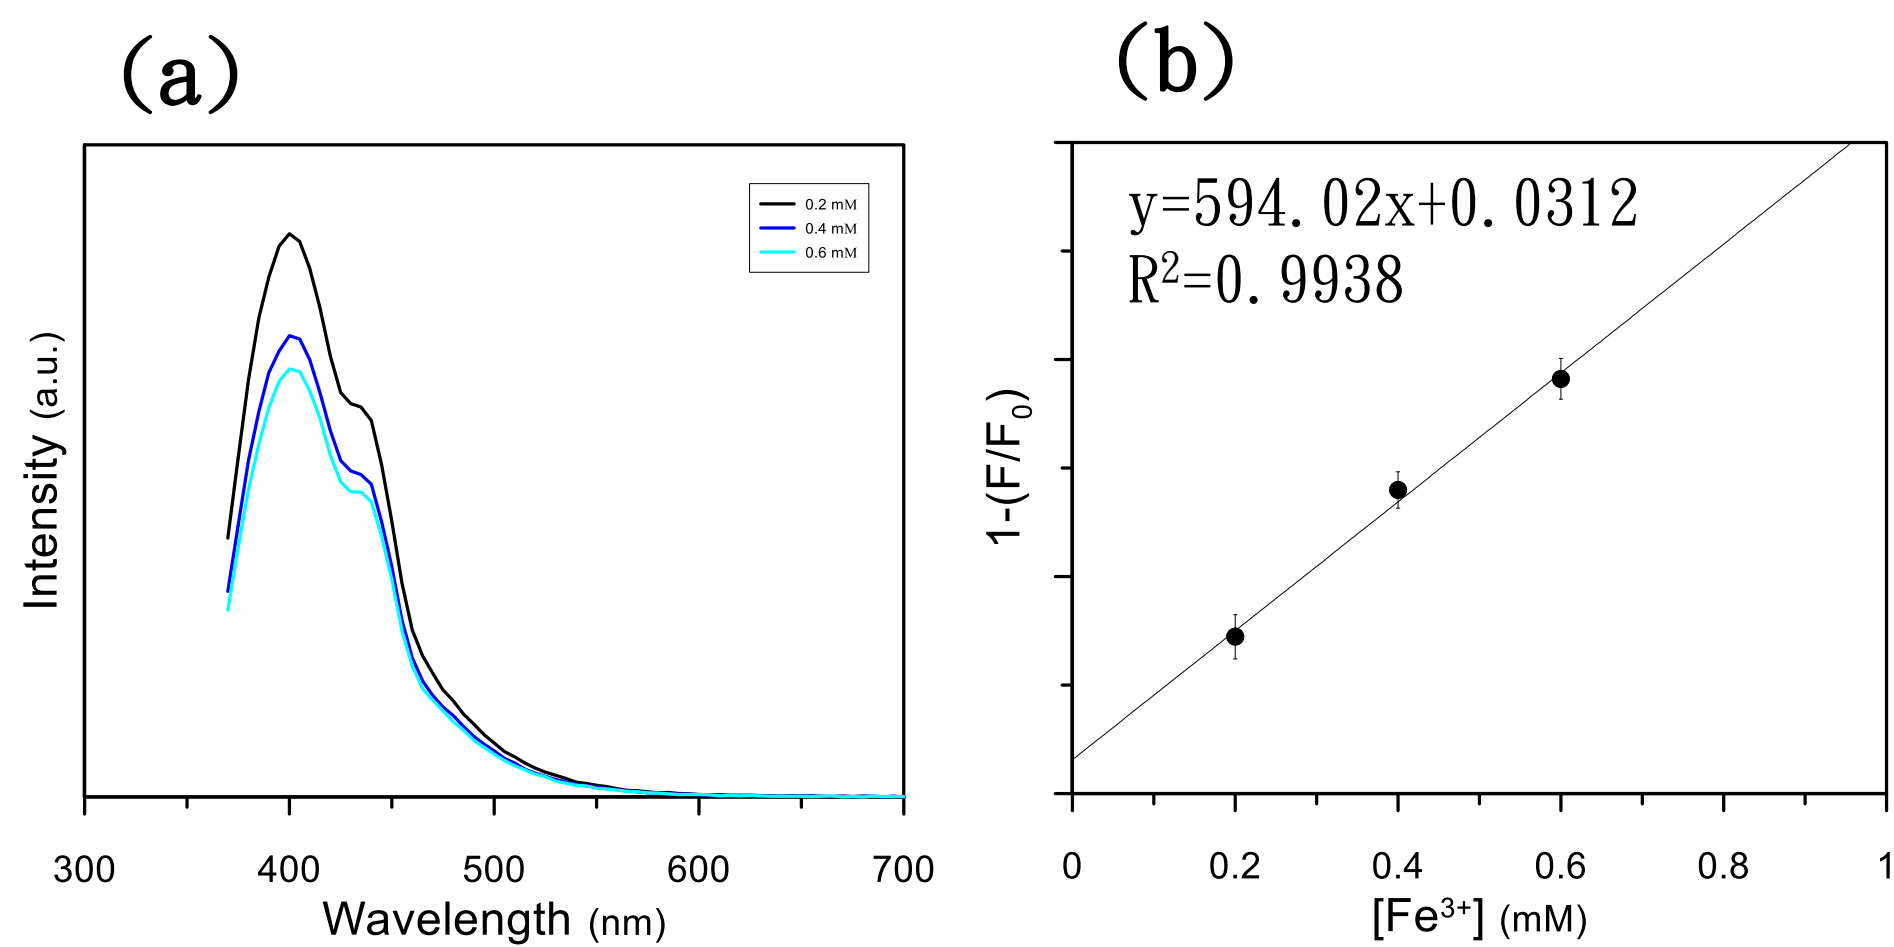 (a)
0.2 mM
0.4 mM
0.6 mM
Intensity (a.u.)
300 400 500 600 700
Wavelength (nm)
(b)
y=594.02x+0.0312
R²=0.9938
1-(F/F₀)
0 0.2 0.4 0.6 0.8 1
[Fe³⁺] (mM)